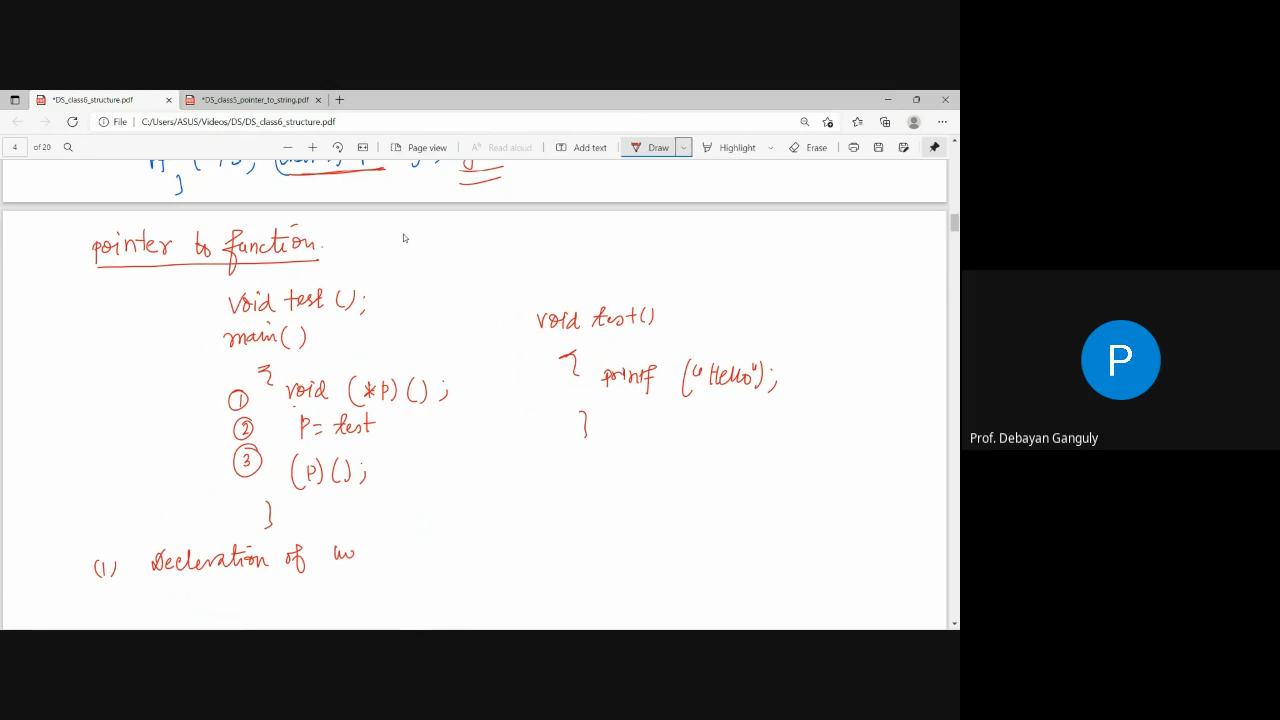 *DS_class6_structure.pdf
*DS_class5_pointer_to_string.pdf
File
C:/Users/ASUS/Videos/DS/DS_class6_structure.pdf
4 of 20
Page view
Read aloud
Add text
Draw
Highlight
Erase
pointer to function.
void test ();
main()
{ void (*P)();
1
2
P= test
3
(P)();
}
void test()
{
printf ("Hello");
}
(1) Decleration of
P
Prof. Debayan Ganguly